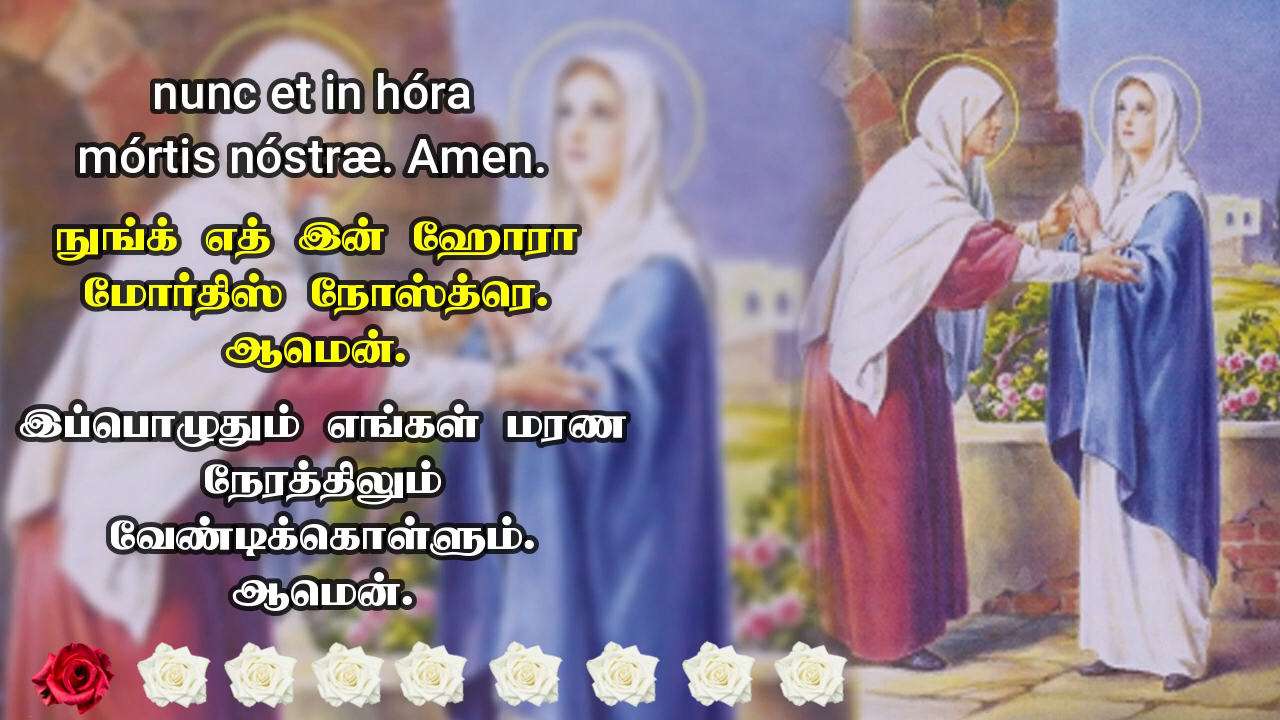 nunc et in hóra
mórtis nóstræ. Amen.
நுங்க் எத் இன் ஹோரா
மோர்திஸ் நோஸ்த்ரெ.
ஆமென்.
இப்பொழுதும் எங்கள் மரண
நேரத்திலும்
வேண்டிக்கொள்ளும்.
ஆமென்.